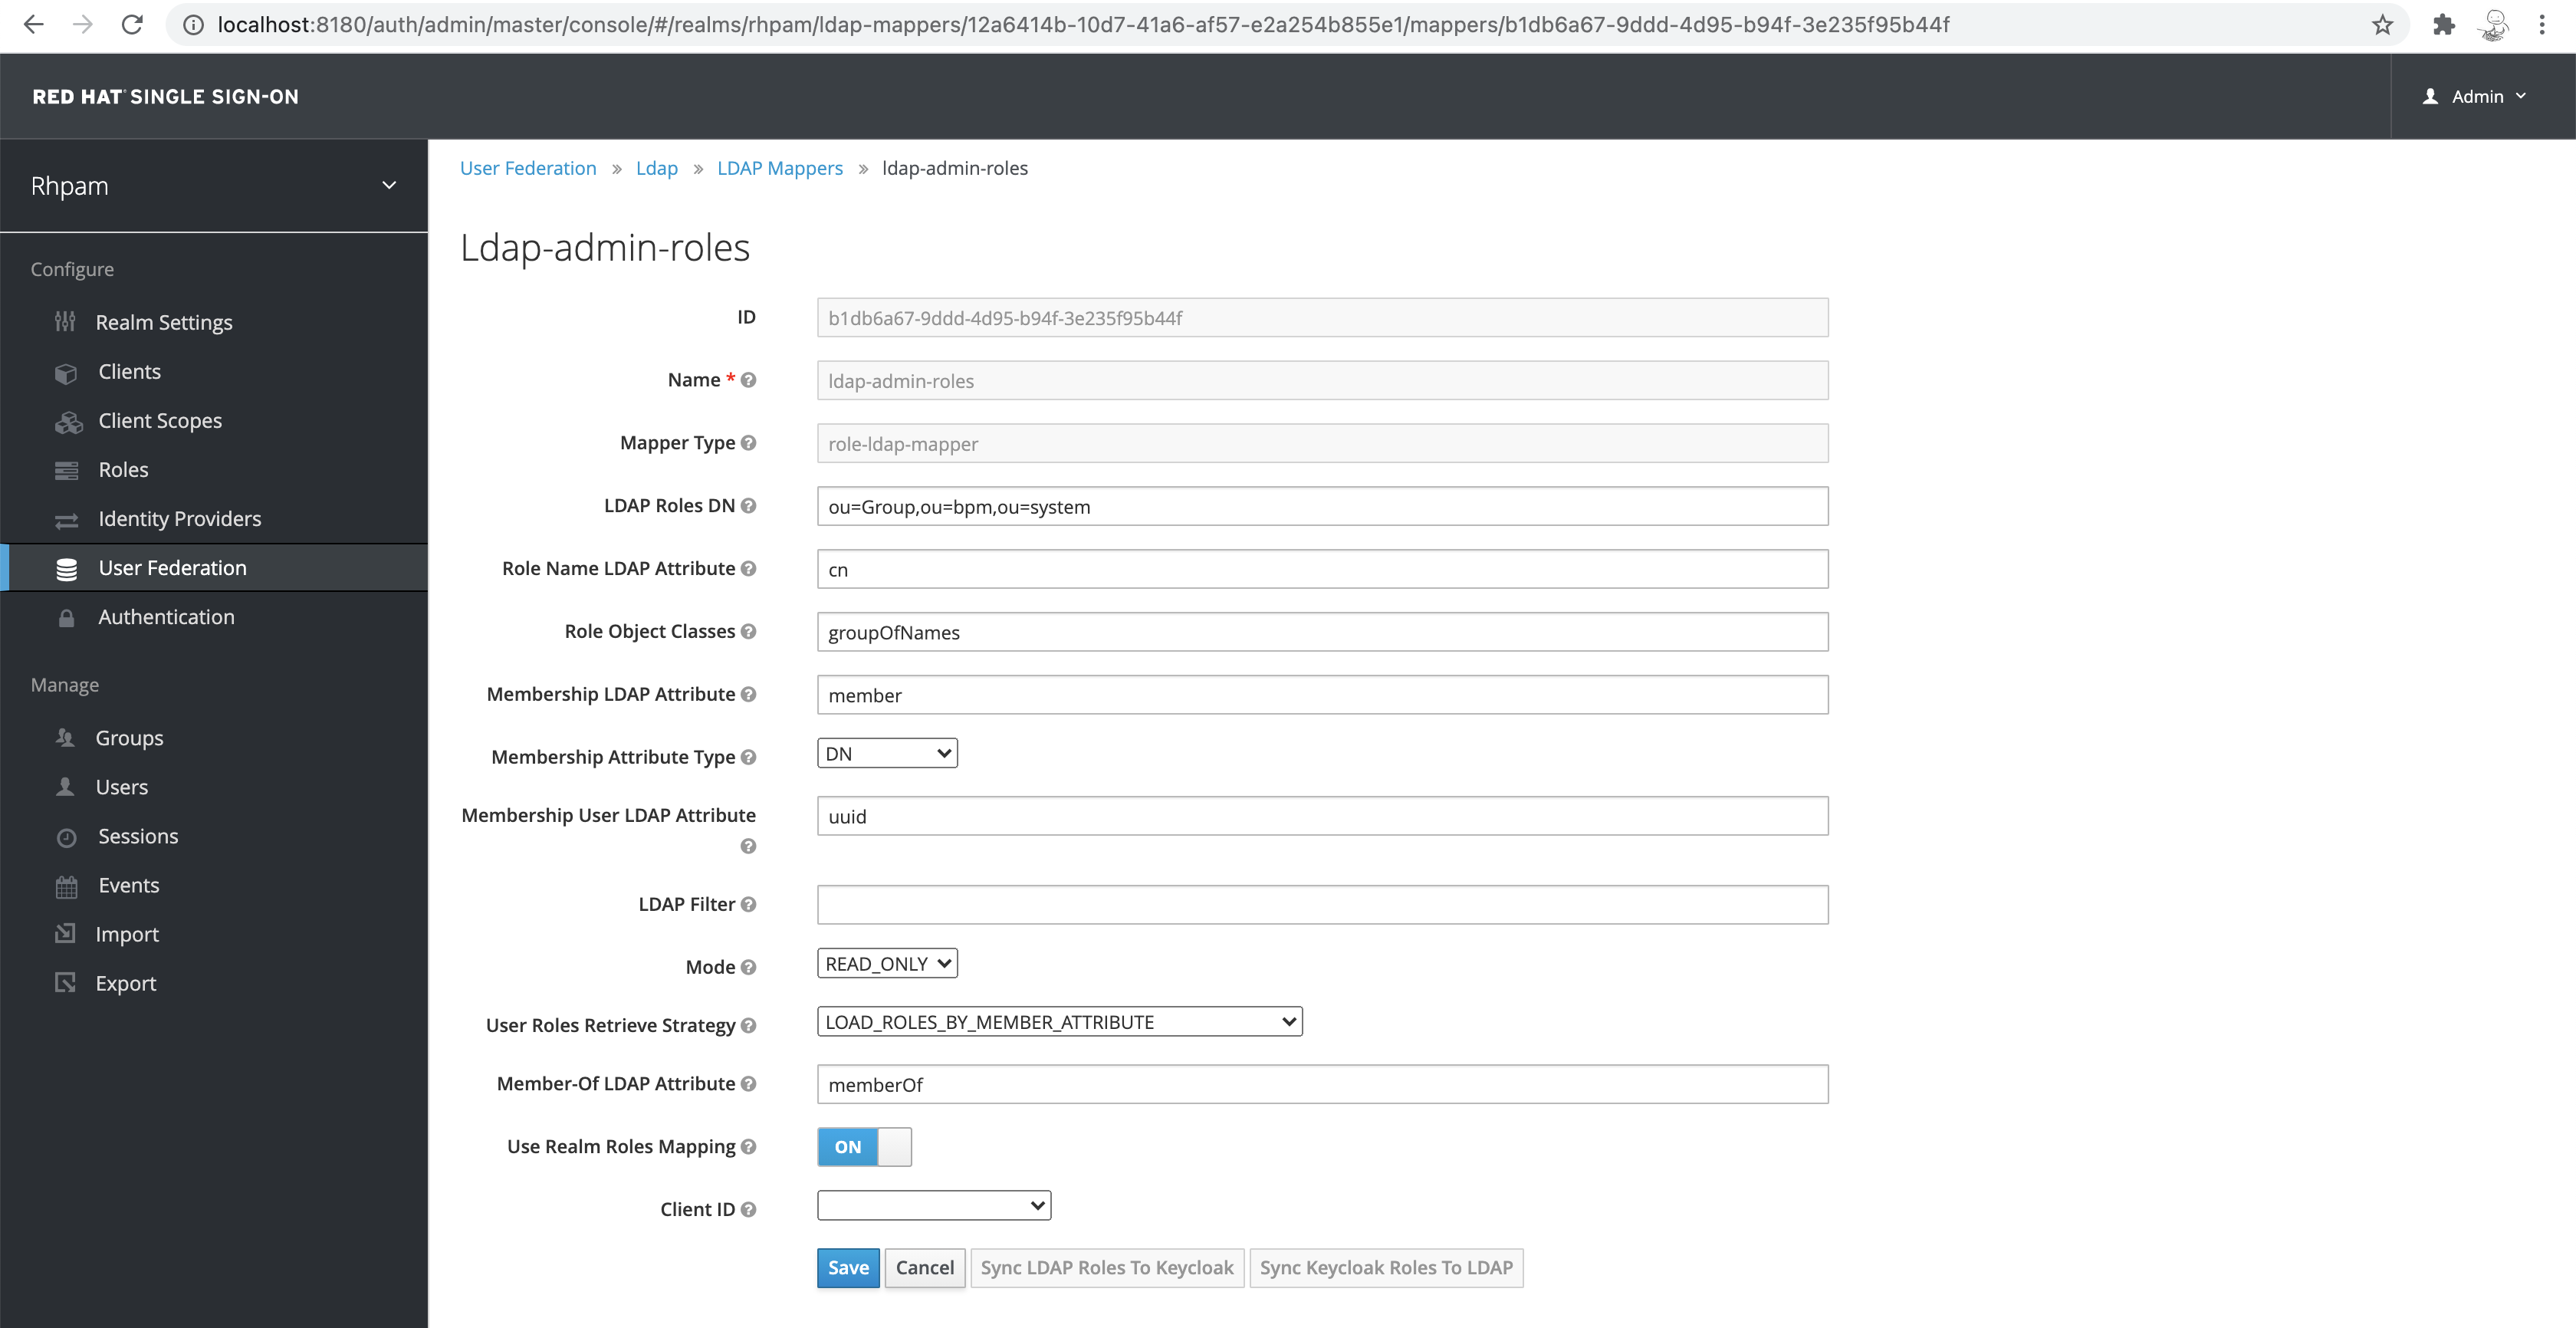 localhost:8180/auth/admin/master/console/#/realms/rhpam/ldap-mappers/12a6414b-10d7-41a6-af57-e2a254b855e1/mappers/b1db6a67-9ddd-4d95-b94f-3e235f95b44f
RED HAT SINGLE SIGN-ON
Admin
Rhpam
Configure
Realm Settings
Clients
Client Scopes
Roles
Identity Providers
User Federation
Authentication
Manage
Groups
Users
Sessions
Events
Import
Export
User Federation » Ldap » LDAP Mappers » ldap-admin-roles
Ldap-admin-roles
ID b1db6a67-9ddd-4d95-b94f-3e235f95b44f
Name * ldap-admin-roles
Mapper Type role-ldap-mapper
LDAP Roles DN ou=Group,ou=bpm,ou=system
Role Name LDAP Attribute cn
Role Object Classes groupOfNames
Membership LDAP Attribute member
Membership Attribute Type DN
Membership User LDAP Attribute uuid
LDAP Filter
Mode READ_ONLY
User Roles Retrieve Strategy LOAD_ROLES_BY_MEMBER_ATTRIBUTE
Member-Of LDAP Attribute memberOf
Use Realm Roles Mapping ON
Client ID
Save Cancel Sync LDAP Roles To Keycloak Sync Keycloak Roles To LDAP